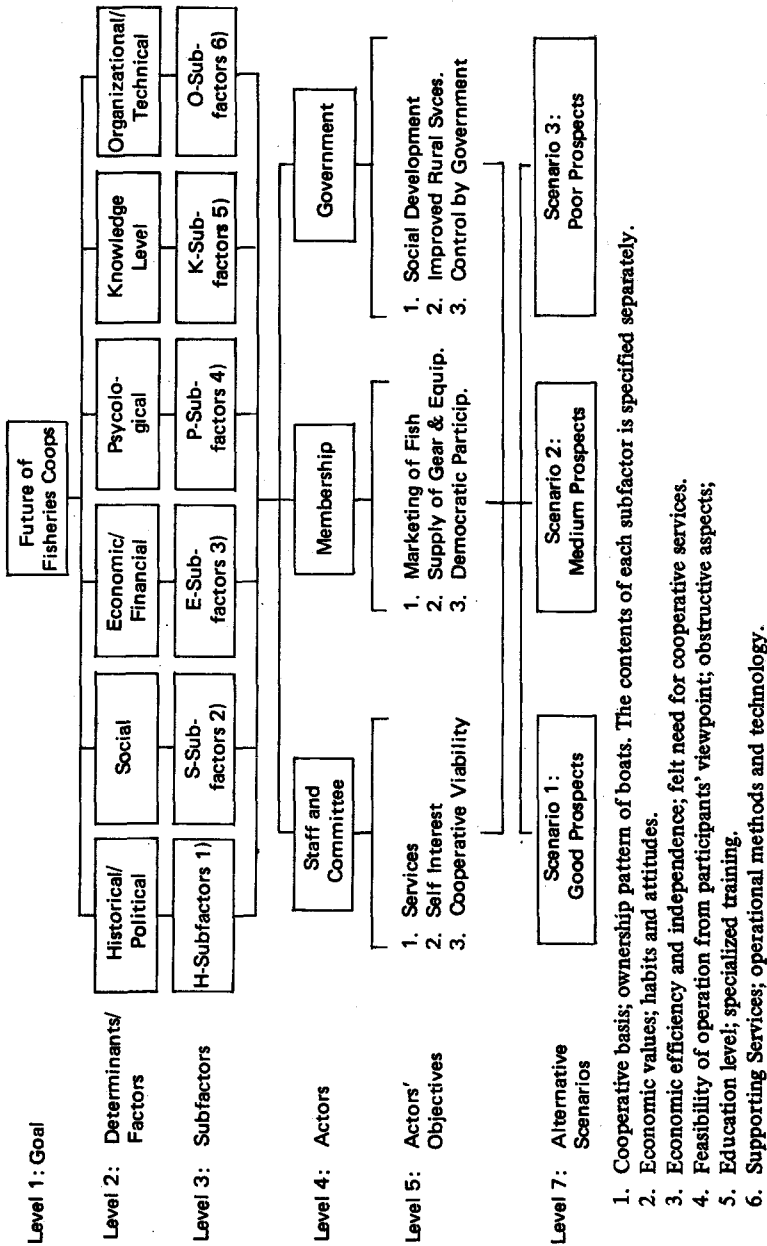 Level 1: Goal
Future of
Fisheries Coops
Level 2: Determinants/
Factors
Historical/
Political
Social
Economic/
Financial
Psycolo-
gical
Knowledge
Level
Organizational/
Technical
Level 3: Subfactors
H-Subfactors 1)
S-Sub-
factors 2)
E-Sub-
factors 3)
P-Sub-
factors 4)
K-Sub-
factors 5)
O-Sub-
factors 6)
Level 4: Actors
Staff and
Committee
Membership
Government
Level 5: Actors'
Objectives
1. Services
2. Self Interest
3. Cooperative Viability
1. Marketing of Fish
2. Supply of Gear & Equip.
3. Democratic Particip.
1. Social Development
2. Improved Rural Svces.
3. Control by Government
Level 7: Alternative
Scenarios
Scenario 1:
Good Prospects
Scenario 2:
Medium Prospects
Scenario 3:
Poor Prospects
1. Cooperative basis; ownership pattern of boats. The contents of each subfactor is specified separately.
2. Economic values; habits and attitudes.
3. Economic efficiency and independence; felt need for cooperative services.
4. Feasibility of operation from participants' viewpoint; obstructive aspects;
5. Education level; specialized training.
6. Supporting Services; operational methods and technology.